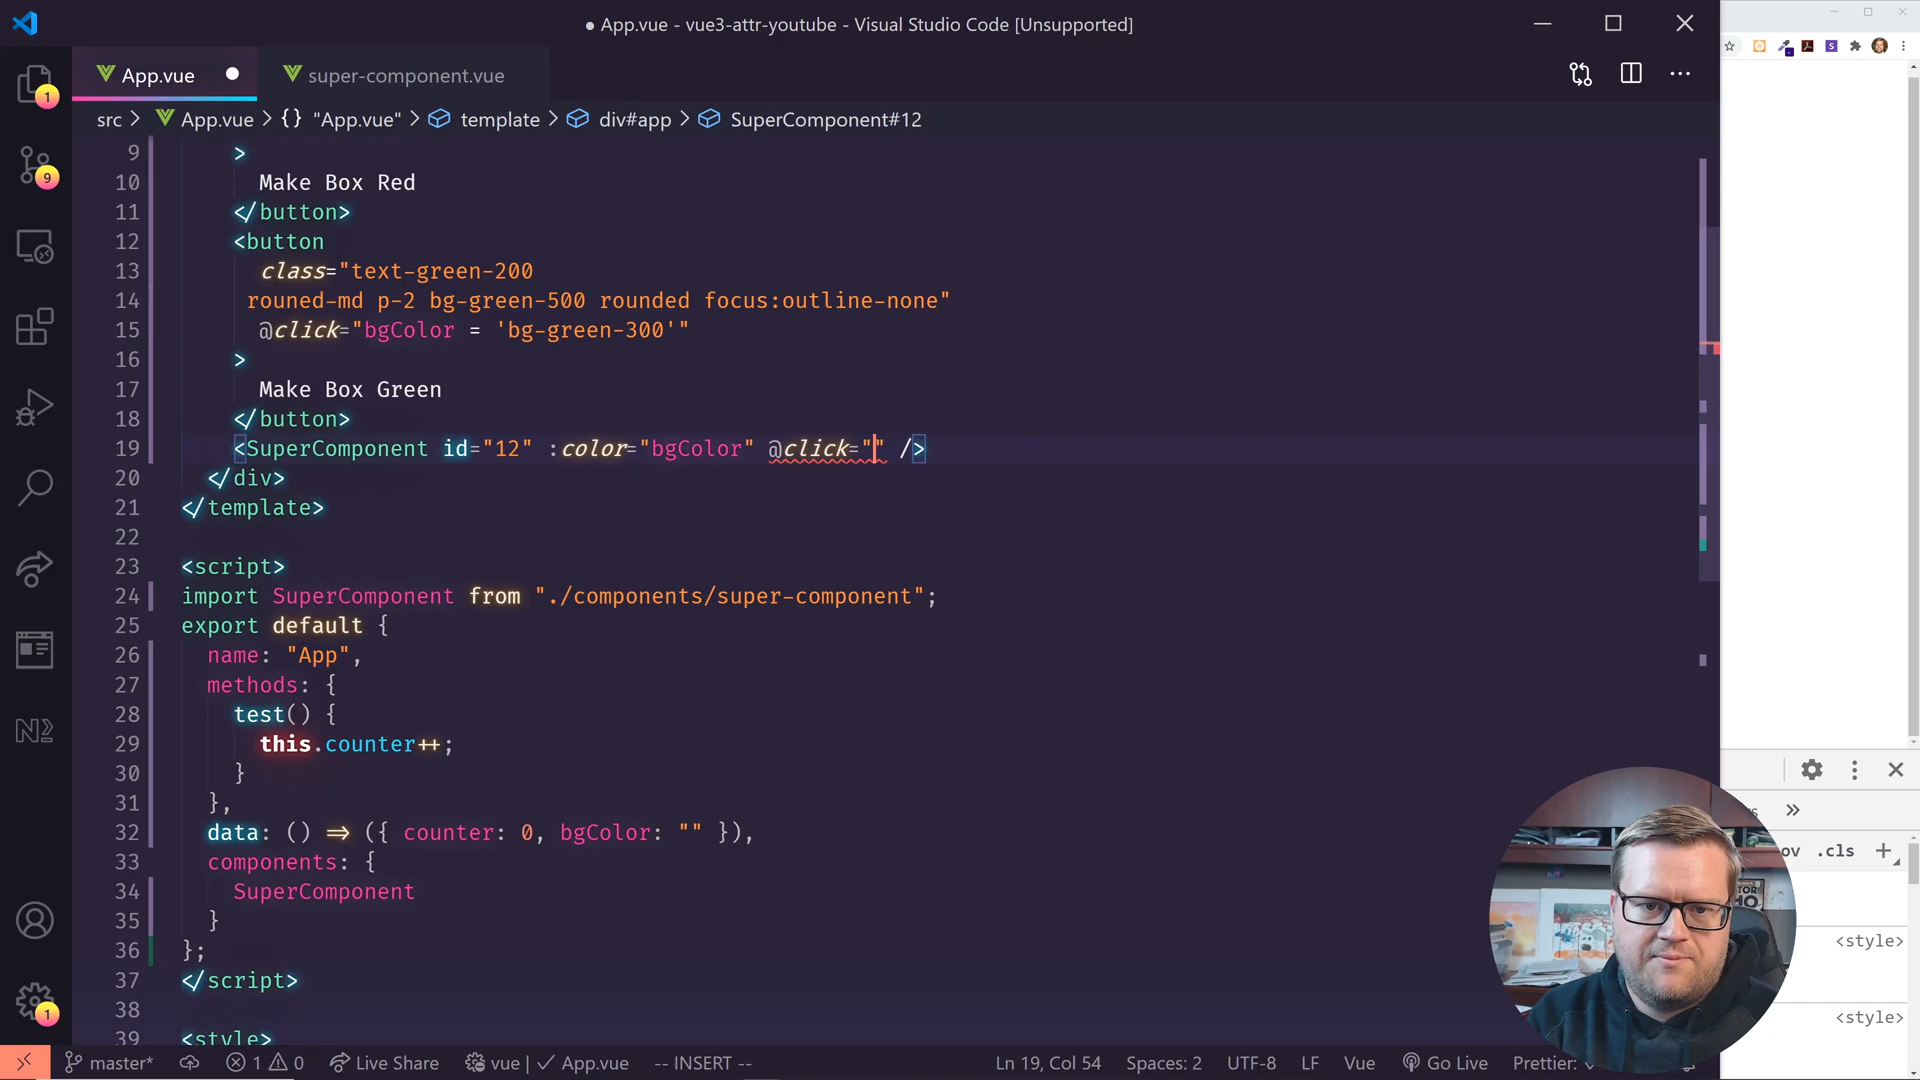 ● App.vue - vue3-attr-youtube - Visual Studio Code [Unsupported]
App.vue ● super-component.vue
src > App.vue > {} "App.vue" > template > div#app > SuperComponent#12
9 >
10 Make Box Red
11 </button>
12 <button
13 class="text-green-200
14 rouned-md p-2 bg-green-500 rounded focus:outline-none"
15 @click="bgColor = 'bg-green-300'"
16 >
17 Make Box Green
18 </button>
19 <SuperComponent id="12" :color="bgColor" @click="" />
20 </div>
21 </template>
22
23 <script>
24 import SuperComponent from "./components/super-component";
25 export default {
26 name: "App",
27 methods: {
28 test() {
29 this.counter++;
30 }
31 },
32 data: () => ({ counter: 0, bgColor: "" }),
33 components: {
34 SuperComponent
35 }
36 };
37 </script>
38
39 <style>
1
9
1
master* 1 0 Live Share vue | ✓ App.vue -- INSERT -- Ln 19, Col 54 Spaces: 2 UTF-8 LF Vue Go Live Prettier:
.cls
<style>
<style>